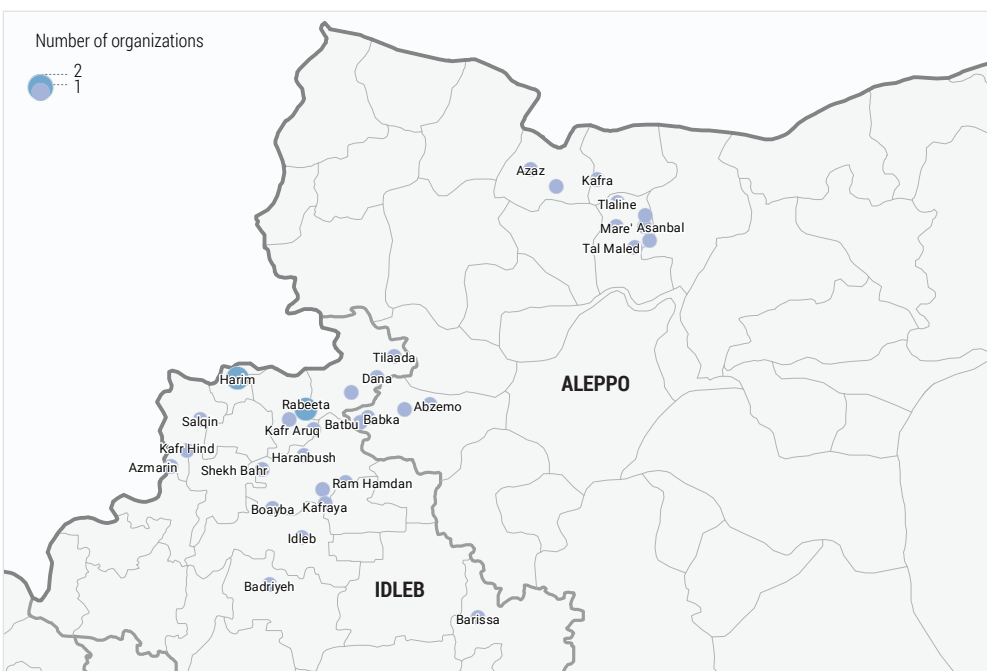 Number of organizations
2
1
Azaz
Kafra
Tlaline
Mare' Asanbal
Tal Maled
Tilaada
Dana
Harim
ALEPPO
Rabeeta
Abzemo
Salqin
Batbu Babka
Kafr Aruq
Kafr Hind
Haranbush
Azmarin
Shekh Bahr
Ram Hamdan
Boayba
Kafraya
Idleb
Badriyeh
IDLEB
Barissa